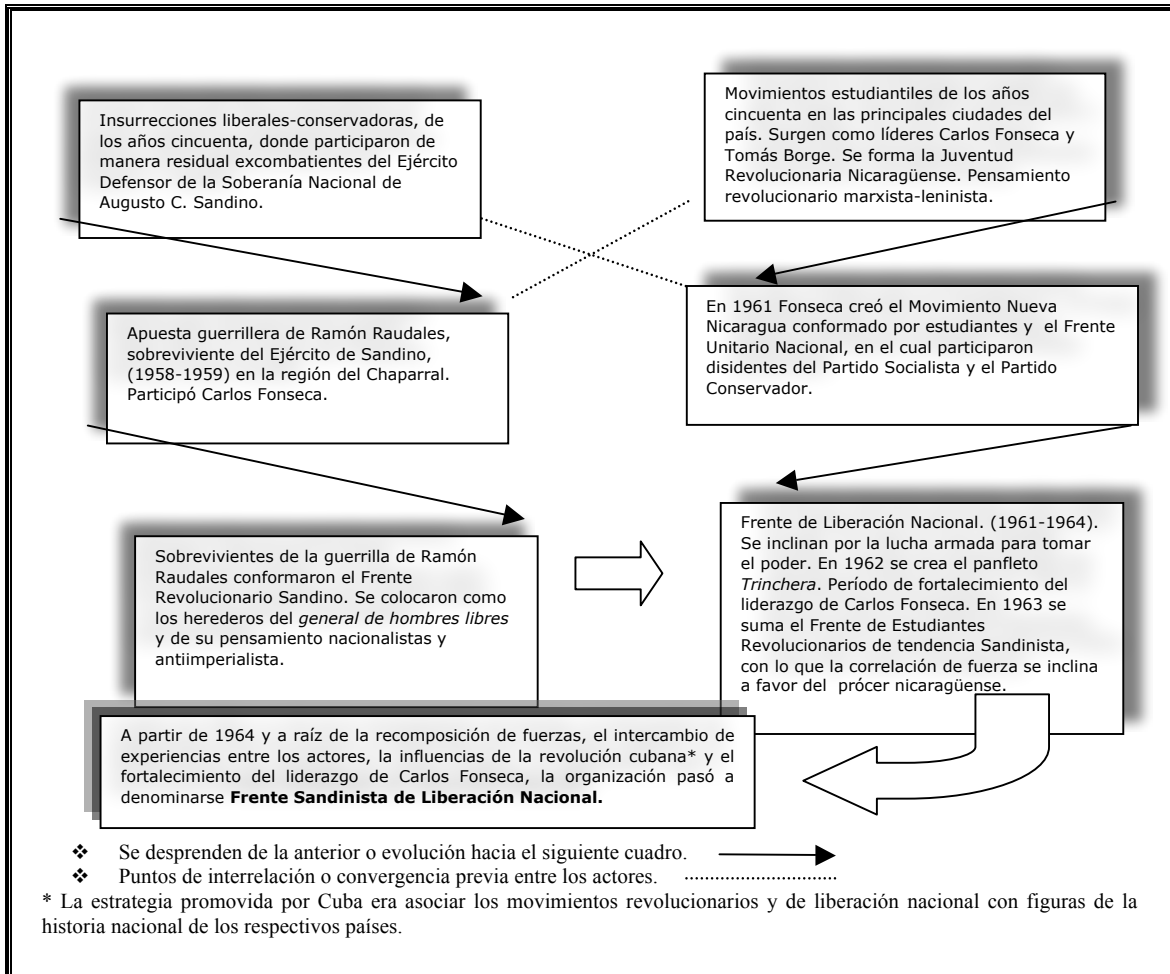 Insurrecciones liberales-conservadoras, de
los años cincuenta, donde participaron de
manera residual excombatientes del Ejército
Defensor de la Soberanía Nacional de
Augusto C. Sandino.
Movimientos estudiantiles de los años
cincuenta en las principales ciudades del
país. Surgen como líderes Carlos Fonseca y
Tomás Borge. Se forma la Juventud
Revolucionaria Nicaragüense. Pensamiento
revolucionario marxista-leninista.
Apuesta guerrillera de Ramón Raudales,
sobreviviente del Ejército de Sandino,
(1958-1959) en la región del Chaparral.
Participó Carlos Fonseca.
En 1961 Fonseca creó el Movimiento Nueva
Nicaragua conformado por estudiantes y el Frente
Unitario Nacional, en el cual participaron
disidentes del Partido Socialista y el Partido
Conservador.
Sobrevivientes de la guerrilla de Ramón
Raudales conformaron el Frente
Revolucionario Sandino. Se colocaron como
los herederos del general de hombres libres
y de su pensamiento nacionalistas y
antiimperialista.
Frente de Liberación Nacional. (1961-1964).
Se inclinan por la lucha armada para tomar
el poder. En 1962 se crea el panfleto
Trinchera. Período de fortalecimiento del
liderazgo de Carlos Fonseca. En 1963 se
suma el Frente de Estudiantes
Revolucionarios de tendencia Sandinista,
con lo que la correlación de fuerza se inclina
a favor del prócer nicaragüense.
A partir de 1964 y a raíz de la recomposición de fuerzas, el intercambio de
experiencias entre los actores, la influencias de la revolución cubana* y el
fortalecimiento del liderazgo de Carlos Fonseca, la organización pasó a
denominarse Frente Sandinista de Liberación Nacional.
❖ Se desprenden de la anterior o evolución hacia el siguiente cuadro.
❖ Puntos de interrelación o convergencia previa entre los actores.
* La estrategia promovida por Cuba era asociar los movimientos revolucionarios y de liberación nacional con figuras de la
historia nacional de los respectivos países.